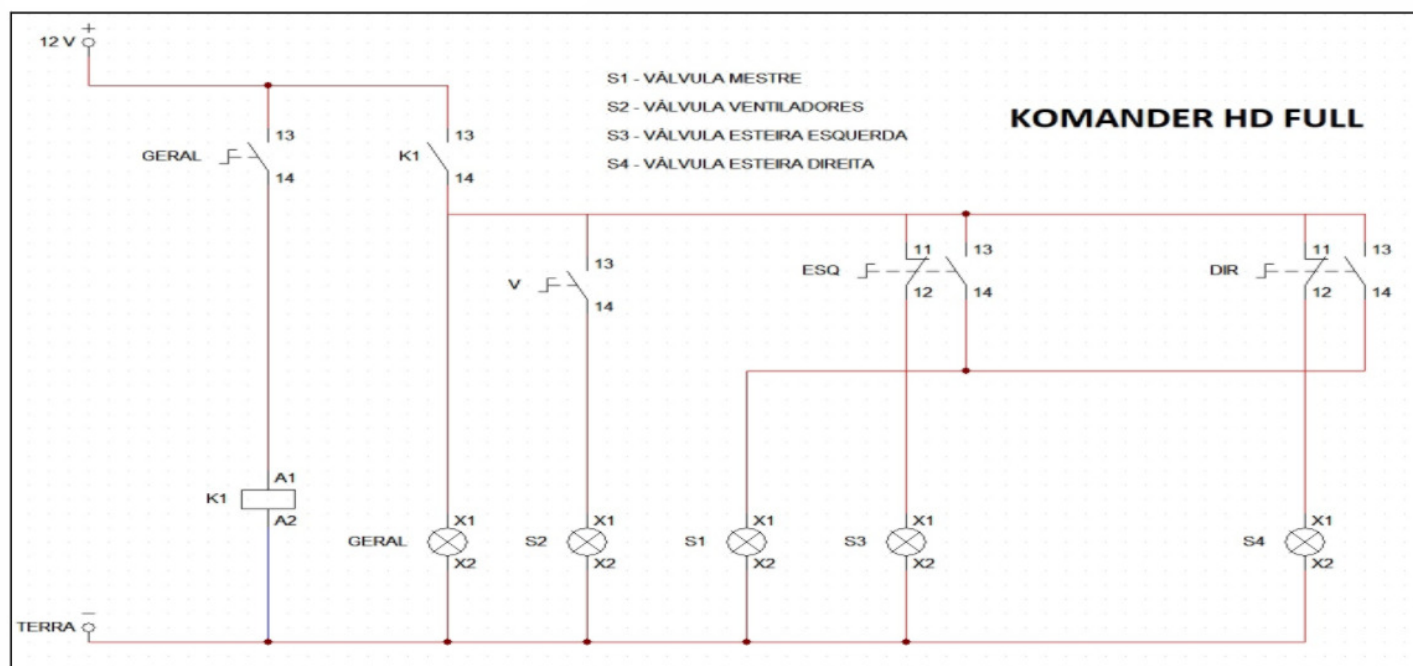 +
12 V
S1 - VÁLVULA MESTRE
S2 - VÁLVULA VENTILADORES
S3 - VÁLVULA ESTEIRA ESQUERDA
S4 - VÁLVULA ESTEIRA DIREITA
KOMANDER HD FULL
GERAL 13 14
K1 13 14
V 13 14
ESQ 11 12 13 14
DIR 11 12 13 14
K1 A1 A2
GERAL X1 X2
S2 X1 X2
S1 X1 X2
S3 X1 X2
S4 X1 X2
TERRA −